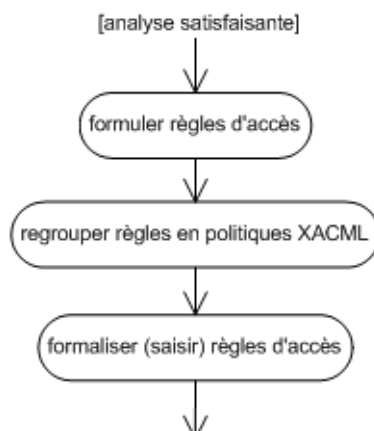 [analyse satisfaisante]
formuler règles d'accès
regrouper règles en politiques XACML
formaliser (saisir) règles d'accès